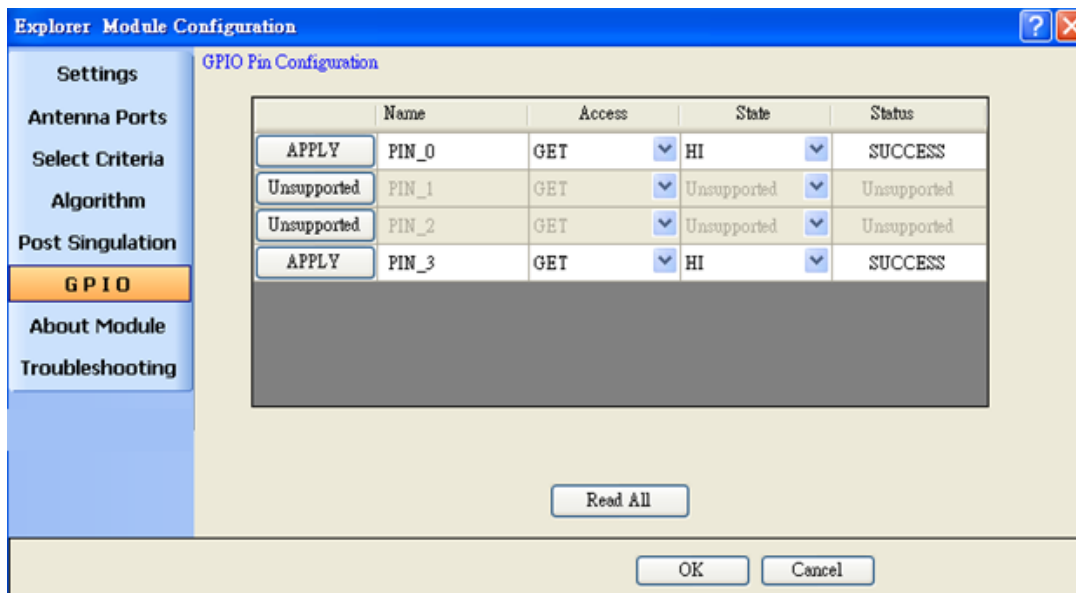 Explorer Module Configuration
?
Settings
Antenna Ports
Select Criteria
Algorithm
Post Singulation
GPIO
About Module
Troubleshooting
GPIO Pin Configuration
Name Access State Status
APPLY PIN_0 GET HI SUCCESS
Unsupported PIN_1 GET Unsupported Unsupported
Unsupported PIN_2 GET Unsupported Unsupported
APPLY PIN_3 GET HI SUCCESS
Read All
OK Cancel